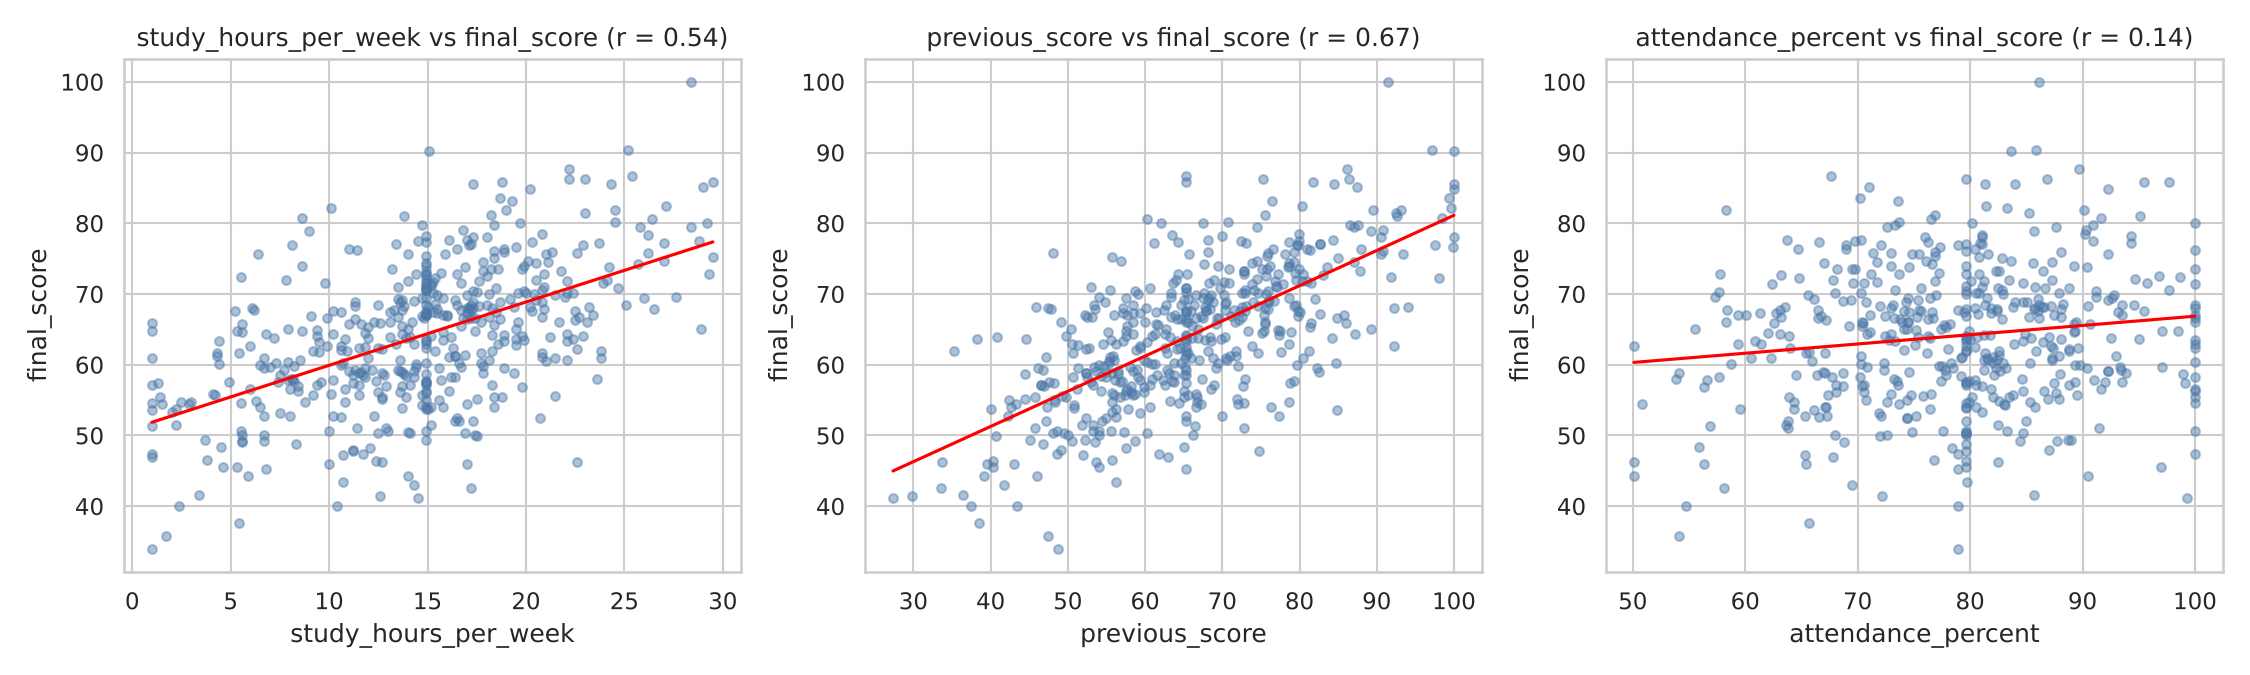 study_hours_per_week vs final_score (r = 0.54)
final_score
100
90
80
70
60
50
40
0 5 10 15 20 25 30
study_hours_per_week
previous_score vs final_score (r = 0.67)
final_score
100
90
80
70
60
50
40
30 40 50 60 70 80 90 100
previous_score
attendance_percent vs final_score (r = 0.14)
final_score
100
90
80
70
60
50
40
50 60 70 80 90 100
attendance_percent